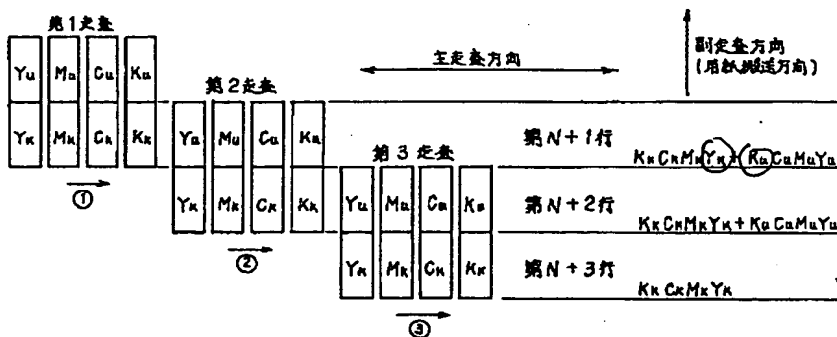 第1走査
Yu Mu Cu Ku
Yk Mk Ck Kk
①
第2走査
Yu Mu Cu Ku
Yk Mk Ck Kk
②
第3走査
Yu Mu Cu Ku
Yk Mk Ck Kk
③
主走査方向
副走査方向
(用紙搬送方向)
第N+1行
KkCkMkYk+KuCuMuYu
第N+2行
KkCkMkYk+KuCuMuYu
第N+3行
KkCkMkYk